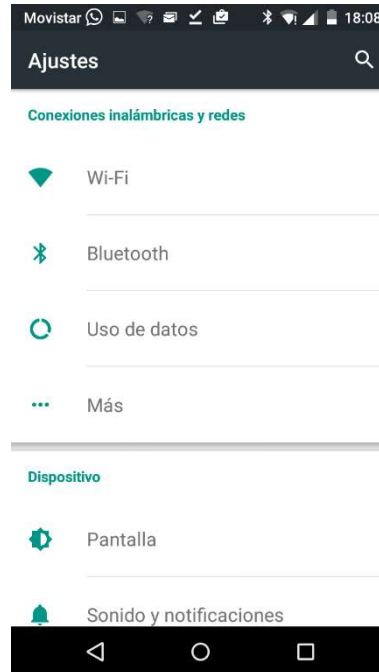 Movistar 18:08
Ajustes
Conexiones inalámbricas y redes
Wi-Fi
Bluetooth
Uso de datos
Más
Dispositivo
Pantalla
Sonido y notificaciones